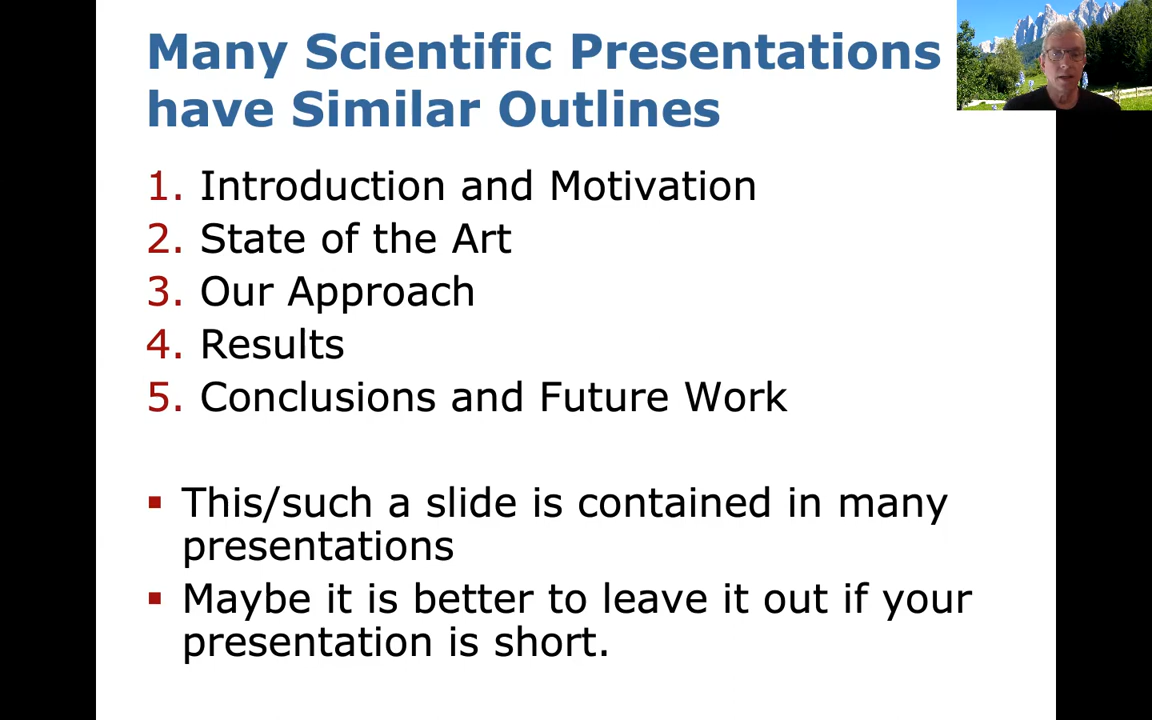 Many Scientific Presentations
have Similar Outlines
1. Introduction and Motivation
2. State of the Art
3. Our Approach
4. Results
5. Conclusions and Future Work
▪ This/such a slide is contained in many
presentations
▪ Maybe it is better to leave it out if your
presentation is short.